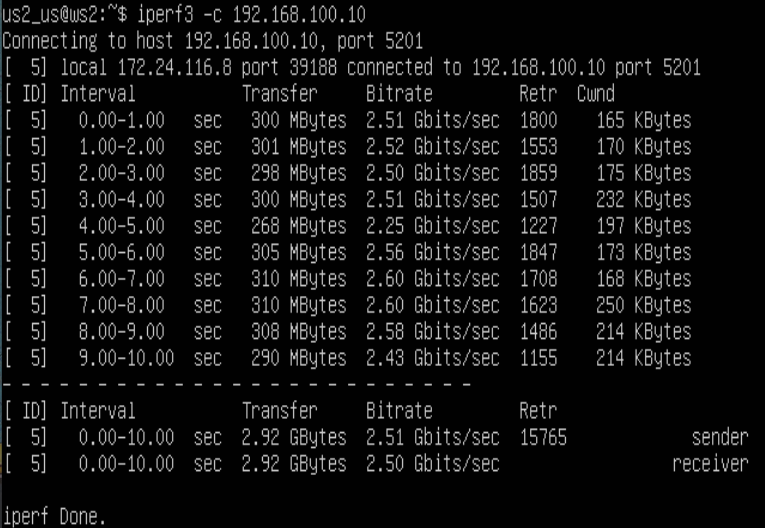 us2_us@ws2:~$ iperf3 -c 192.168.100.10
Connecting to host 192.168.100.10, port 5201
[  5] local 172.24.116.8 port 39188 connected to 192.168.100.10 port 5201
[ ID] Interval           Transfer     Bitrate         Retr  Cwnd
[  5]   0.00-1.00   sec   300 MBytes  2.51 Gbits/sec  1800    165 KBytes
[  5]   1.00-2.00   sec   301 MBytes  2.52 Gbits/sec  1553    170 KBytes
[  5]   2.00-3.00   sec   298 MBytes  2.50 Gbits/sec  1859    175 KBytes
[  5]   3.00-4.00   sec   300 MBytes  2.51 Gbits/sec  1507    232 KBytes
[  5]   4.00-5.00   sec   268 MBytes  2.25 Gbits/sec  1227    197 KBytes
[  5]   5.00-6.00   sec   305 MBytes  2.56 Gbits/sec  1847    173 KBytes
[  5]   6.00-7.00   sec   310 MBytes  2.60 Gbits/sec  1708    168 KBytes
[  5]   7.00-8.00   sec   310 MBytes  2.60 Gbits/sec  1623    250 KBytes
[  5]   8.00-9.00   sec   308 MBytes  2.58 Gbits/sec  1486    214 KBytes
[  5]   9.00-10.00  sec   290 MBytes  2.43 Gbits/sec  1155    214 KBytes
- - - - - - - - - - - - - - - - - - - - - - - - -
[ ID] Interval           Transfer     Bitrate         Retr
[  5]   0.00-10.00  sec  2.92 GBytes  2.51 Gbits/sec  15765             sender
[  5]   0.00-10.00  sec  2.92 GBytes  2.50 Gbits/sec                  receiver
iperf Done.